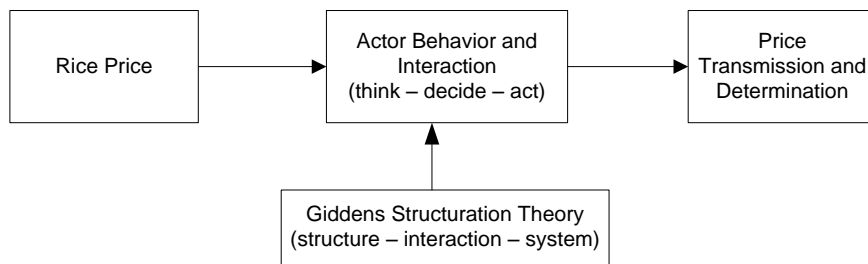 Rice Price
Actor Behavior and
Interaction
(think – decide – act)
Price
Transmission and
Determination
Giddens Structuration Theory
(structure – interaction – system)